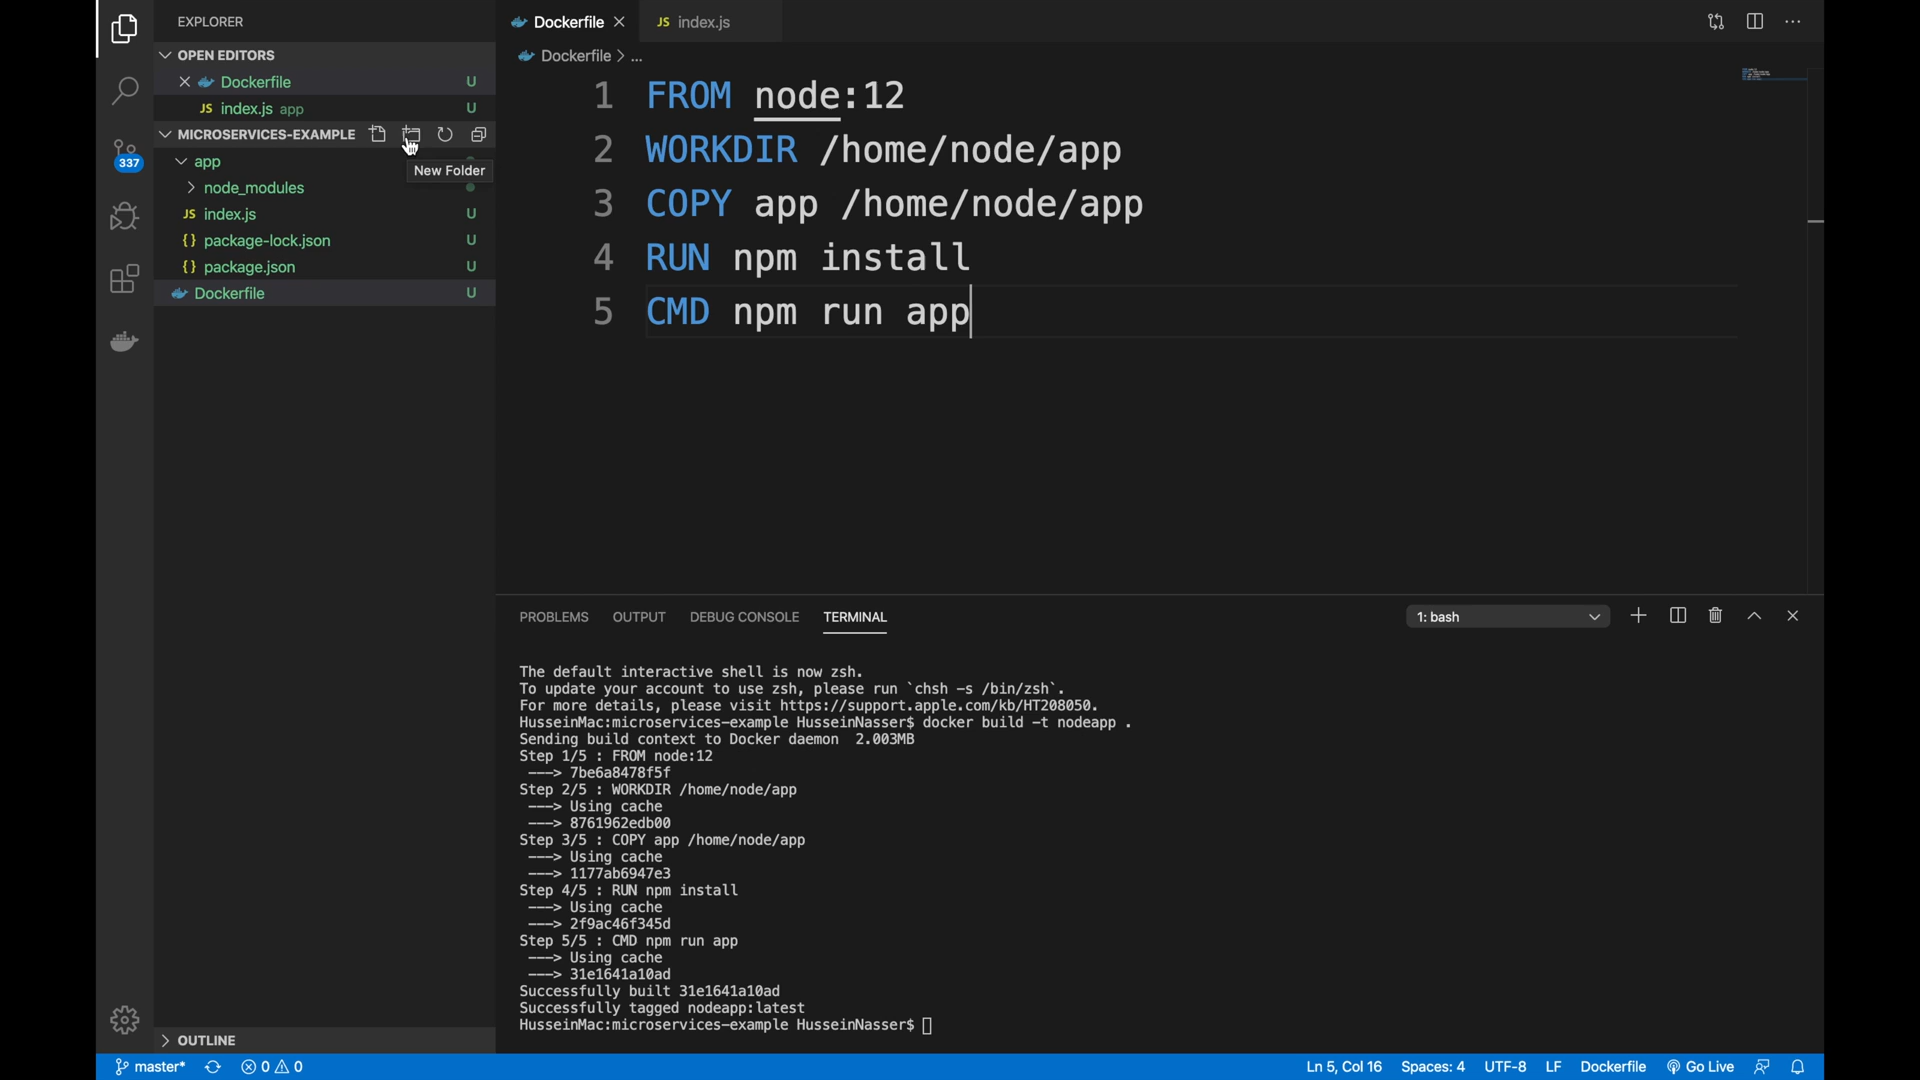 EXPLORER
OPEN EDITORS
Dockerfile U
JS index.js app U
MICROSERVICES-EXAMPLE
New Folder
app
node_modules
JS index.js U
{} package-lock.json U
{} package.json U
Dockerfile U
337
OUTLINE
Dockerfile
JS index.js
Dockerfile > ...
1 FROM node:12
2 WORKDIR /home/node/app
3 COPY app /home/node/app
4 RUN npm install
5 CMD npm run app
PROBLEMS OUTPUT DEBUG CONSOLE TERMINAL
1: bash
The default interactive shell is now zsh.
To update your account to use zsh, please run `chsh -s /bin/zsh`.
For more details, please visit https://support.apple.com/kb/HT208050.
HusseinMac:microservices-example HusseinNasser$ docker build -t nodeapp .
Sending build context to Docker daemon  2.003MB
Step 1/5 : FROM node:12
 ---> 7be6a8478f5f
Step 2/5 : WORKDIR /home/node/app
 ---> Using cache
 ---> 8761962edb00
Step 3/5 : COPY app /home/node/app
 ---> Using cache
 ---> 1177ab6947e3
Step 4/5 : RUN npm install
 ---> Using cache
 ---> 2f9ac46f345d
Step 5/5 : CMD npm run app
 ---> Using cache
 ---> 31e1641a10ad
Successfully built 31e1641a10ad
Successfully tagged nodeapp:latest
HusseinMac:microservices-example HusseinNasser$
master* 0 0 Ln 5, Col 16 Spaces: 4 UTF-8 LF Dockerfile Go Live